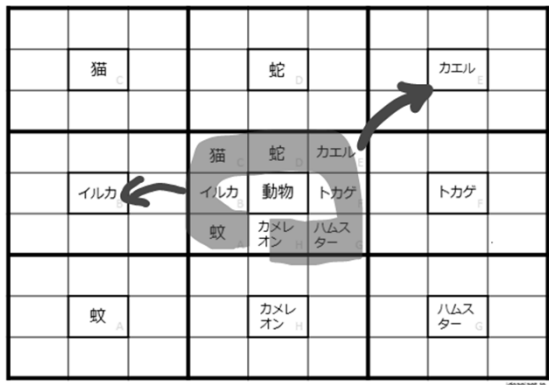 猫 C
蛇 D
カエル E
猫 C
蛇 D
カエル E
イルカ B
イルカ B
動物
トカゲ F
トカゲ F
蚊 A
カメレ
オン H
ハムス
ター G
蚊 A
カメレ
オン H
ハムス
ター G